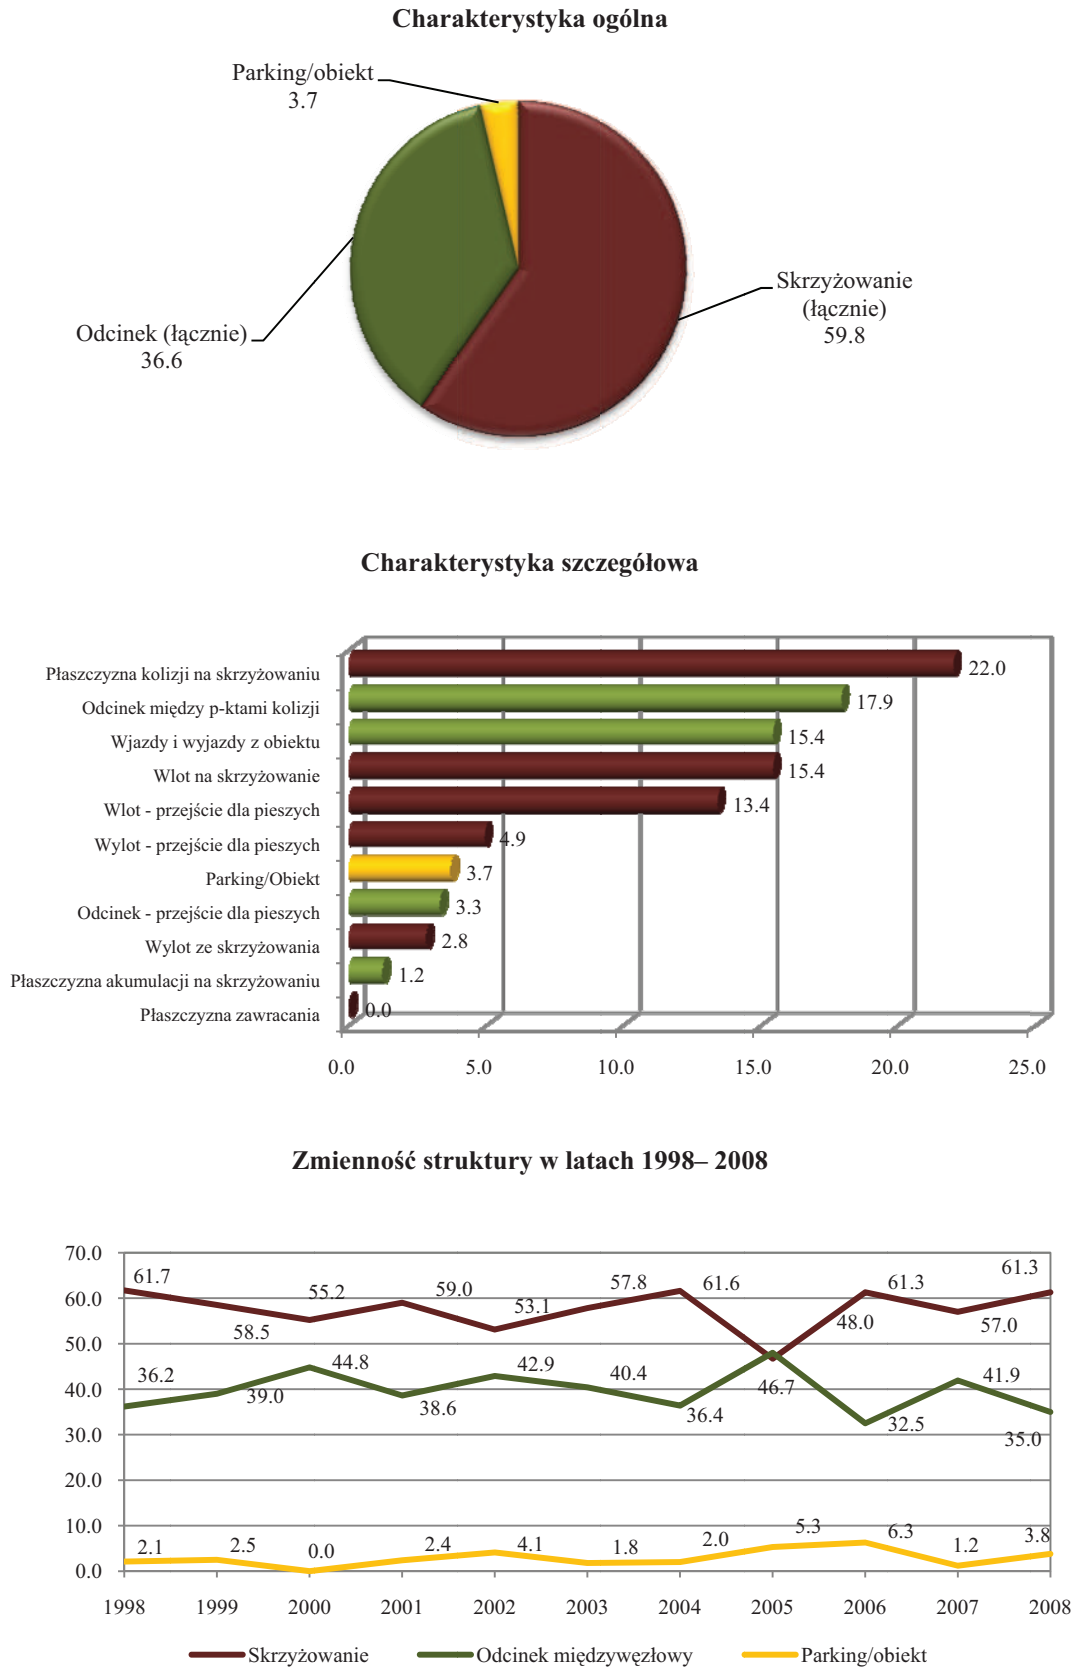 Charakterystyka ogólna
Parking/obiekt
3.7
Skrzyżowanie
(łącznie)
59.8
Odcinek (łącznie)
36.6
Charakterystyka szczegółowa
Płaszczyzna kolizji na skrzyżowaniu 22.0
Odcinek między p-ktami kolizji 17.9
Wjazdy i wyjazdy z obiektu 15.4
Wlot na skrzyżowanie 15.4
Wlot - przejście dla pieszych 13.4
Wylot - przejście dla pieszych 4.9
Parking/Obiekt 3.7
Odcinek - przejście dla pieszych 3.3
Wylot ze skrzyżowania 2.8
Płaszczyzna akumulacji na skrzyżowaniu 1.2
Płaszczyzna zawracania 0.0
0.0 5.0 10.0 15.0 20.0 25.0
Zmienność struktury w latach 1998– 2008
70.0
60.0
50.0
40.0
30.0
20.0
10.0
0.0
61.7 58.5 55.2 59.0 53.1 57.8 61.6 48.0 61.3 57.0 61.3
36.2 39.0 44.8 38.6 42.9 40.4 36.4 46.7 32.5 41.9 35.0
2.1 2.5 0.0 2.4 4.1 1.8 2.0 5.3 6.3 1.2 3.8
1998 1999 2000 2001 2002 2003 2004 2005 2006 2007 2008
Skrzyżowanie Odcinek międzywęzłowy Parking/obiekt